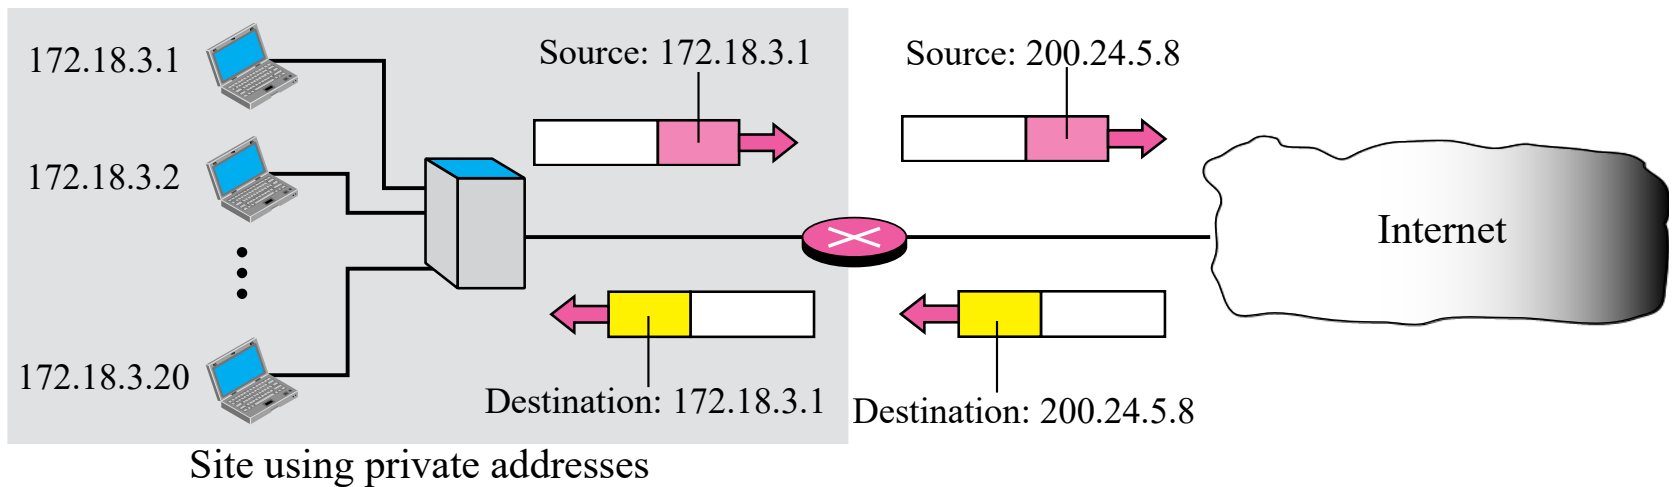 172.18.3.1
Source: 172.18.3.1
Source: 200.24.5.8
172.18.3.2
Internet
172.18.3.20
Destination: 172.18.3.1
Destination: 200.24.5.8
Site using private addresses